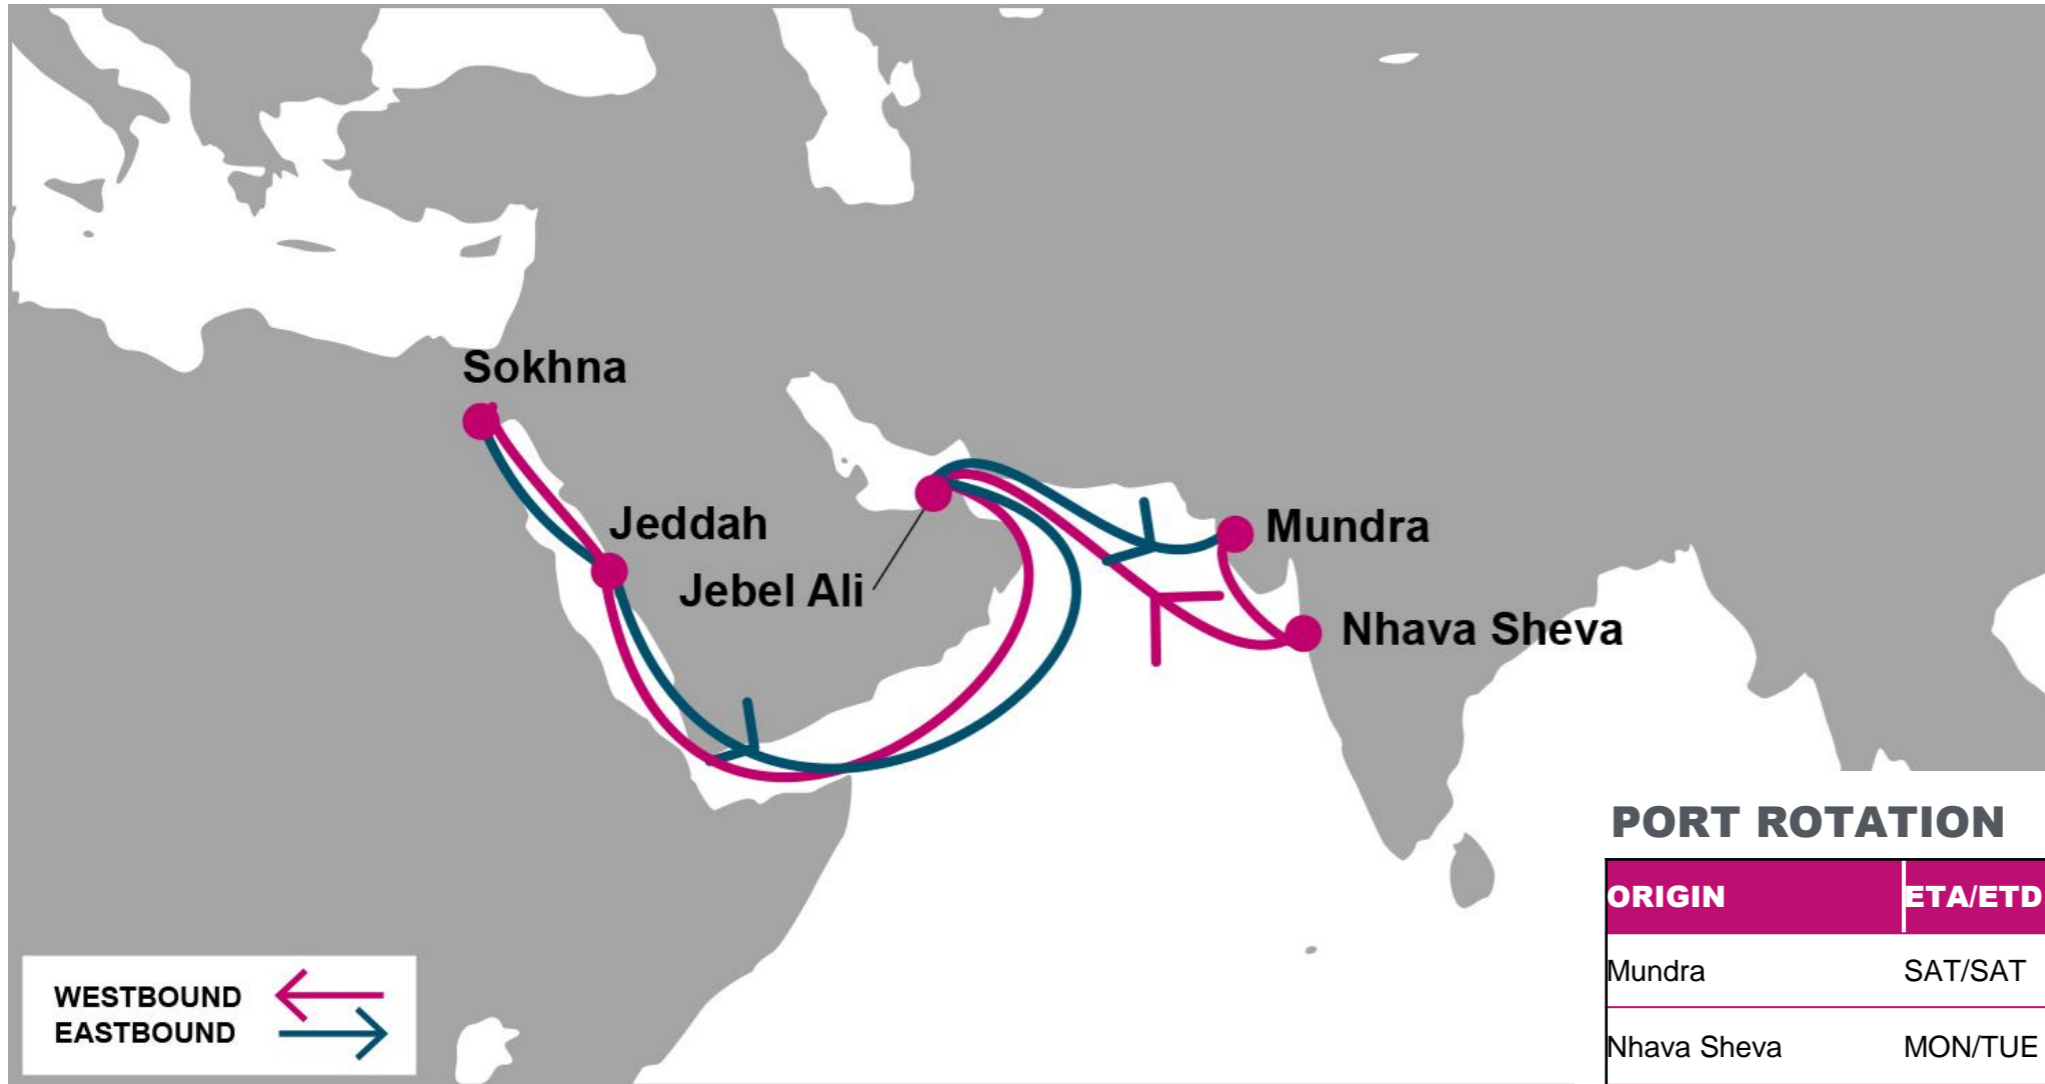 Sokhna
Jeddah
Jebel Ali
Mundra
Nhava Sheva
WESTBOUND
EASTBOUND
PORT ROTATION
ORIGIN ETA/ETD
Mundra SAT/SAT
Nhava Sheva MON/TUE